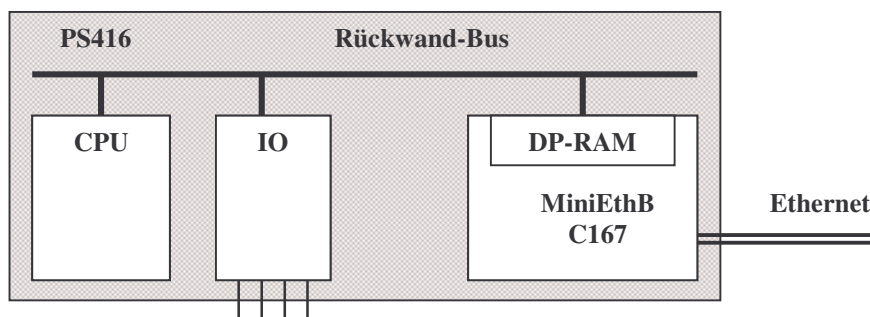 PS416 Rückwand-Bus
CPU IO DP-RAM
MiniEthB Ethernet
C167